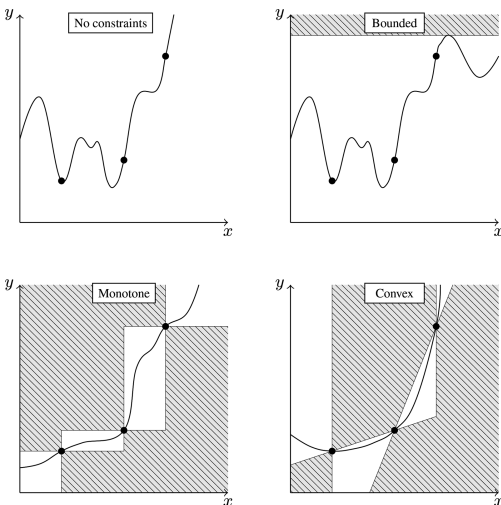 y
No constraints
x
y
Bounded
x
y
Monotone
x
y
Convex
x